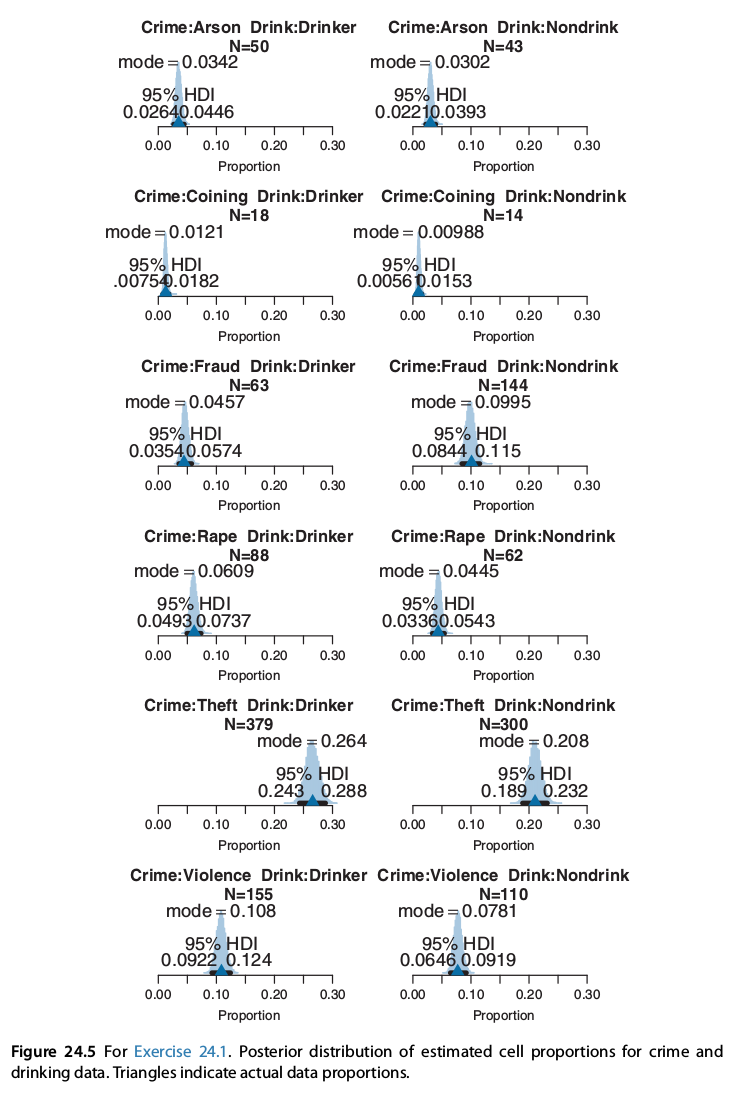 Crime:Arson Drink:Drinker
N=50
mode = 0.0342
95% HDI
0.0264 0.0446
0.00 0.10 0.20 0.30
Proportion
Crime:Arson Drink:Nondrink
N=43
mode = 0.0302
95% HDI
0.0221 0.0393
0.00 0.10 0.20 0.30
Proportion
Crime:Coining Drink:Drinker
N=18
mode = 0.0121
95% HDI
.00754 0.0182
0.00 0.10 0.20 0.30
Proportion
Crime:Coining Drink:Nondrink
N=14
mode = 0.00988
95% HDI
0.0056 0.0153
0.00 0.10 0.20 0.30
Proportion
Crime:Fraud Drink:Drinker
N=63
mode = 0.0457
95% HDI
0.0354 0.0574
0.00 0.10 0.20 0.30
Proportion
Crime:Fraud Drink:Nondrink
N=144
mode = 0.0995
95% HDI
0.0844 0.115
0.00 0.10 0.20 0.30
Proportion
Crime:Rape Drink:Drinker
N=88
mode = 0.0609
95% HDI
0.0493 0.0737
0.00 0.10 0.20 0.30
Proportion
Crime:Rape Drink:Nondrink
N=62
mode = 0.0445
95% HDI
0.0336 0.0543
0.00 0.10 0.20 0.30
Proportion
Crime:Theft Drink:Drinker
N=379
mode = 0.264
95% HDI
0.243 0.288
0.00 0.10 0.20 0.30
Proportion
Crime:Theft Drink:Nondrink
N=300
mode = 0.208
95% HDI
0.189 0.232
0.00 0.10 0.20 0.30
Proportion
Crime:Violence Drink:Drinker
N=155
mode = 0.108
95% HDI
0.0922 0.124
0.00 0.10 0.20 0.30
Proportion
Crime:Violence Drink:Nondrink
N=110
mode = 0.0781
95% HDI
0.0646 0.0919
0.00 0.10 0.20 0.30
Proportion
Figure 24.5 For Exercise 24.1. Posterior distribution of estimated cell proportions for crime and
drinking data. Triangles indicate actual data proportions.